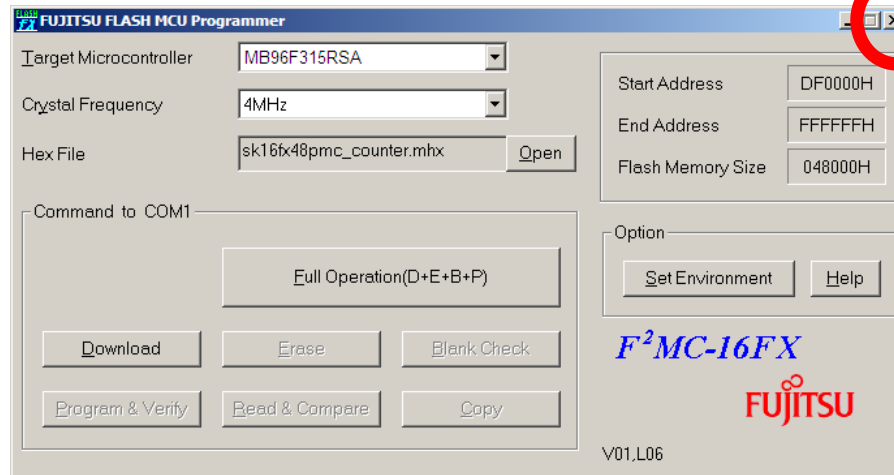 FLASH FX FUJITSU FLASH MCU Programmer
Target Microcontroller MB96F315RSA
Crystal Frequency 4MHz
Hex File sk16fx48pmc_counter.mhx Open
Start Address DF0000H
End Address FFFFFFH
Flash Memory Size 048000H
Command to COM1
Full Operation(D+E+B+P)
Download Erase Blank Check
Program & Verify Read & Compare Copy
Option
Set Environment Help
F²MC-16FX
FUJITSU
V01,L06